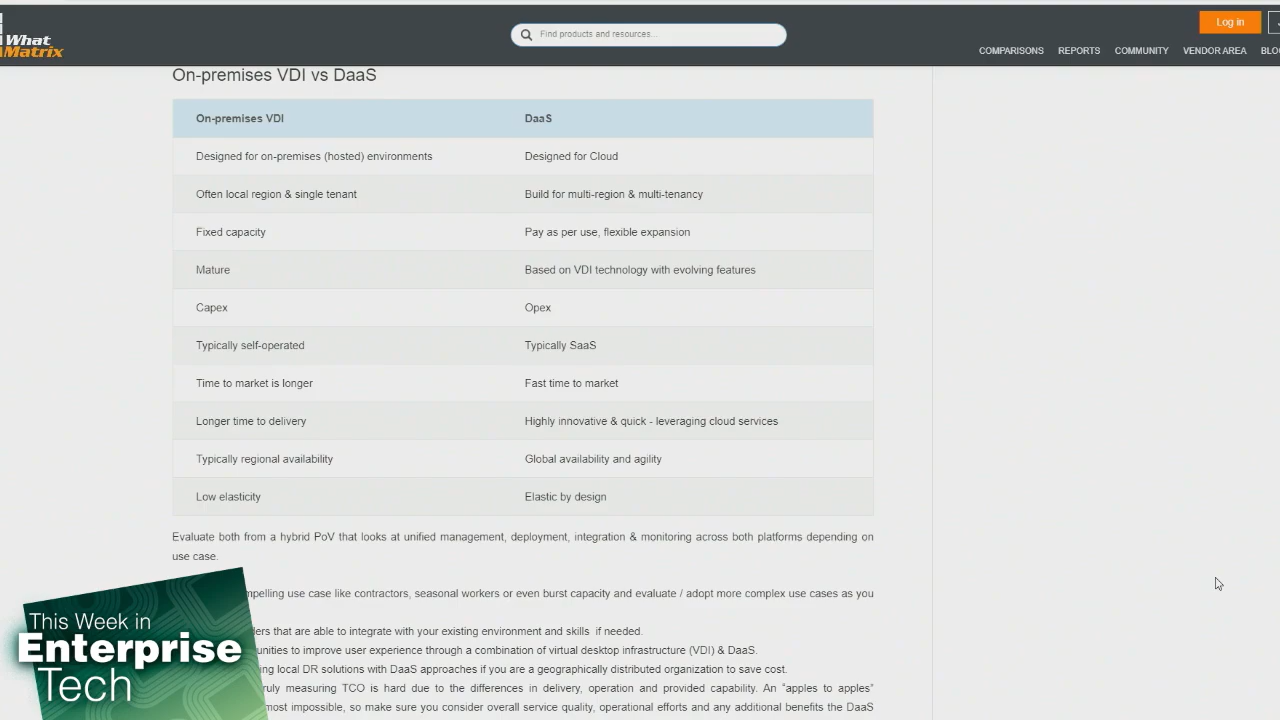 What
Matrix
Find products and resources...
Log in
COMPARISONS REPORTS COMMUNITY VENDOR AREA BLO
On-premises VDI vs DaaS
On-premises VDI DaaS
Designed for on-premises (hosted) environments Designed for Cloud
Often local region & single tenant Build for multi-region & multi-tenancy
Fixed capacity Pay as per use, flexible expansion
Mature Based on VDI technology with evolving features
Capex Opex
Typically self-operated Typically SaaS
Time to market is longer Fast time to market
Longer time to delivery Highly innovative & quick - leveraging cloud services
Typically regional availability Global availability and agility
Low elasticity Elastic by design
Evaluate both from a hybrid PoV that looks at unified management, deployment, integration & monitoring across both platforms depending on
use case.
mpelling use case like contractors, seasonal workers or even burst capacity and evaluate / adopt more complex use cases as you
ders that are able to integrate with your existing environment and skills if needed.
unities to improve user experience through a combination of virtual desktop infrastructure (VDI) & DaaS.
ing local DR solutions with DaaS approaches if you are a geographically distributed organization to save cost.
ruly measuring TCO is hard due to the differences in delivery, operation and provided capability. An "apples to apples"
most impossible, so make sure you consider overall service quality, operational efforts and any additional benefits the DaaS
This Week in
Enterprise
Tech